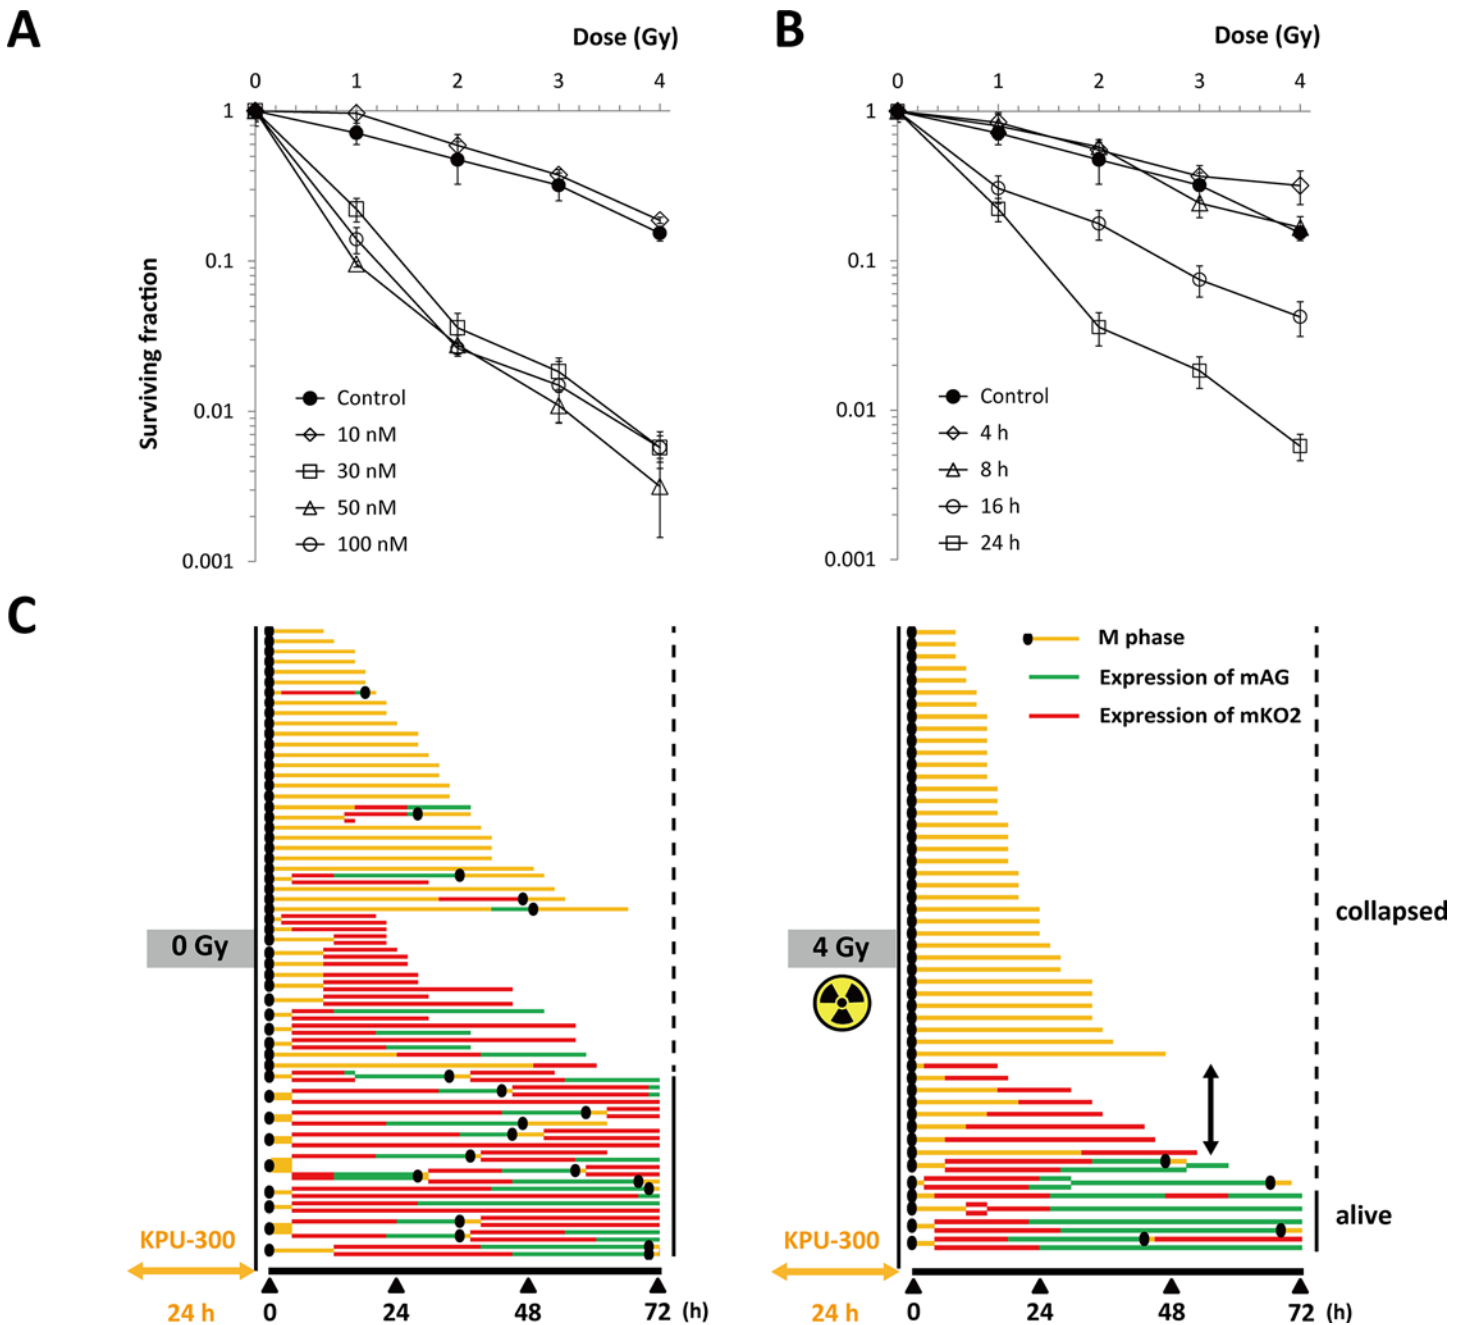 A
Dose (Gy)
0 1 2 3 4
1
0.1
0.01
0.001
Surviving fraction
Control
10 nM
30 nM
50 nM
100 nM
B
Dose (Gy)
0 1 2 3 4
1
0.1
0.01
0.001
Control
4 h
8 h
16 h
24 h
C
0 Gy
KPU-300
24 h
0 24 48 72 (h)
M phase
Expression of mAG
Expression of mKO2
4 Gy
collapsed
alive
KPU-300
24 h
0 24 48 72 (h)